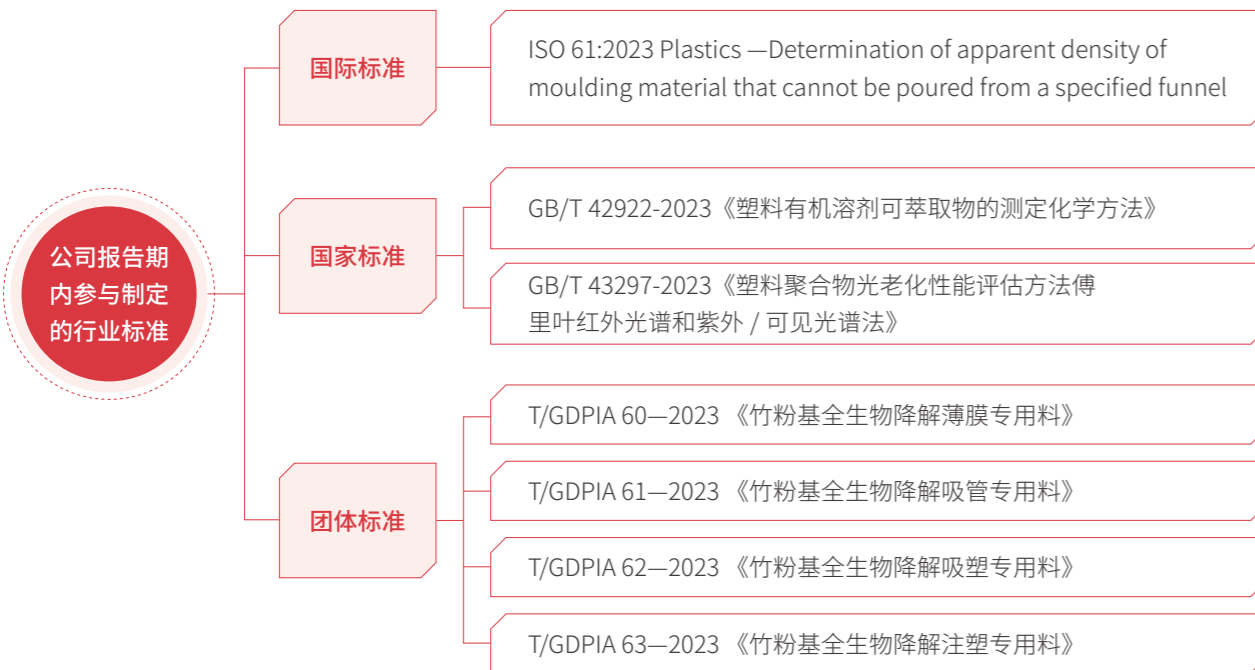 公司报告期
内参与制定
的行业标准
国际标准
ISO 61:2023 Plastics —Determination of apparent density of
moulding material that cannot be poured from a specified funnel
国家标准
GB/T 42922-2023《塑料有机溶剂可萃取物的测定化学方法》
GB/T 43297-2023《塑料聚合物光老化性能评估方法傅
里叶红外光谱和紫外 / 可见光谱法》
团体标准
T/GDPIA 60—2023 《竹粉基全生物降解薄膜专用料》
T/GDPIA 61—2023 《竹粉基全生物降解吸管专用料》
T/GDPIA 62—2023 《竹粉基全生物降解吸塑专用料》
T/GDPIA 63—2023 《竹粉基全生物降解注塑专用料》